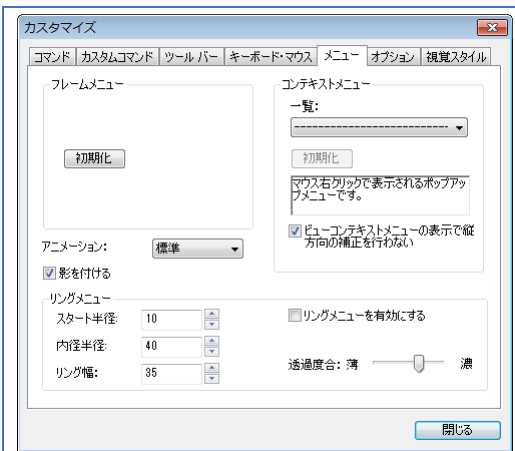 カスタマイズ
コマンド カスタムコマンド ツール バー キーボード・マウス メニュー オプション 視覚スタイル
フレームメニュー
初期化
コンテキストメニュー
一覧:
----------------------------
初期化
マウス右クリックで表示されるポップアッ
プメニューです。
ビューコンテキストメニューの表示で縦
方向の補正を行わない
アニメーション: 標準
影を付ける
リングメニュー
スタート半径: 10
内径半径: 40
リング幅: 35
リングメニューを有効にする
透過度合: 薄 濃
閉じる